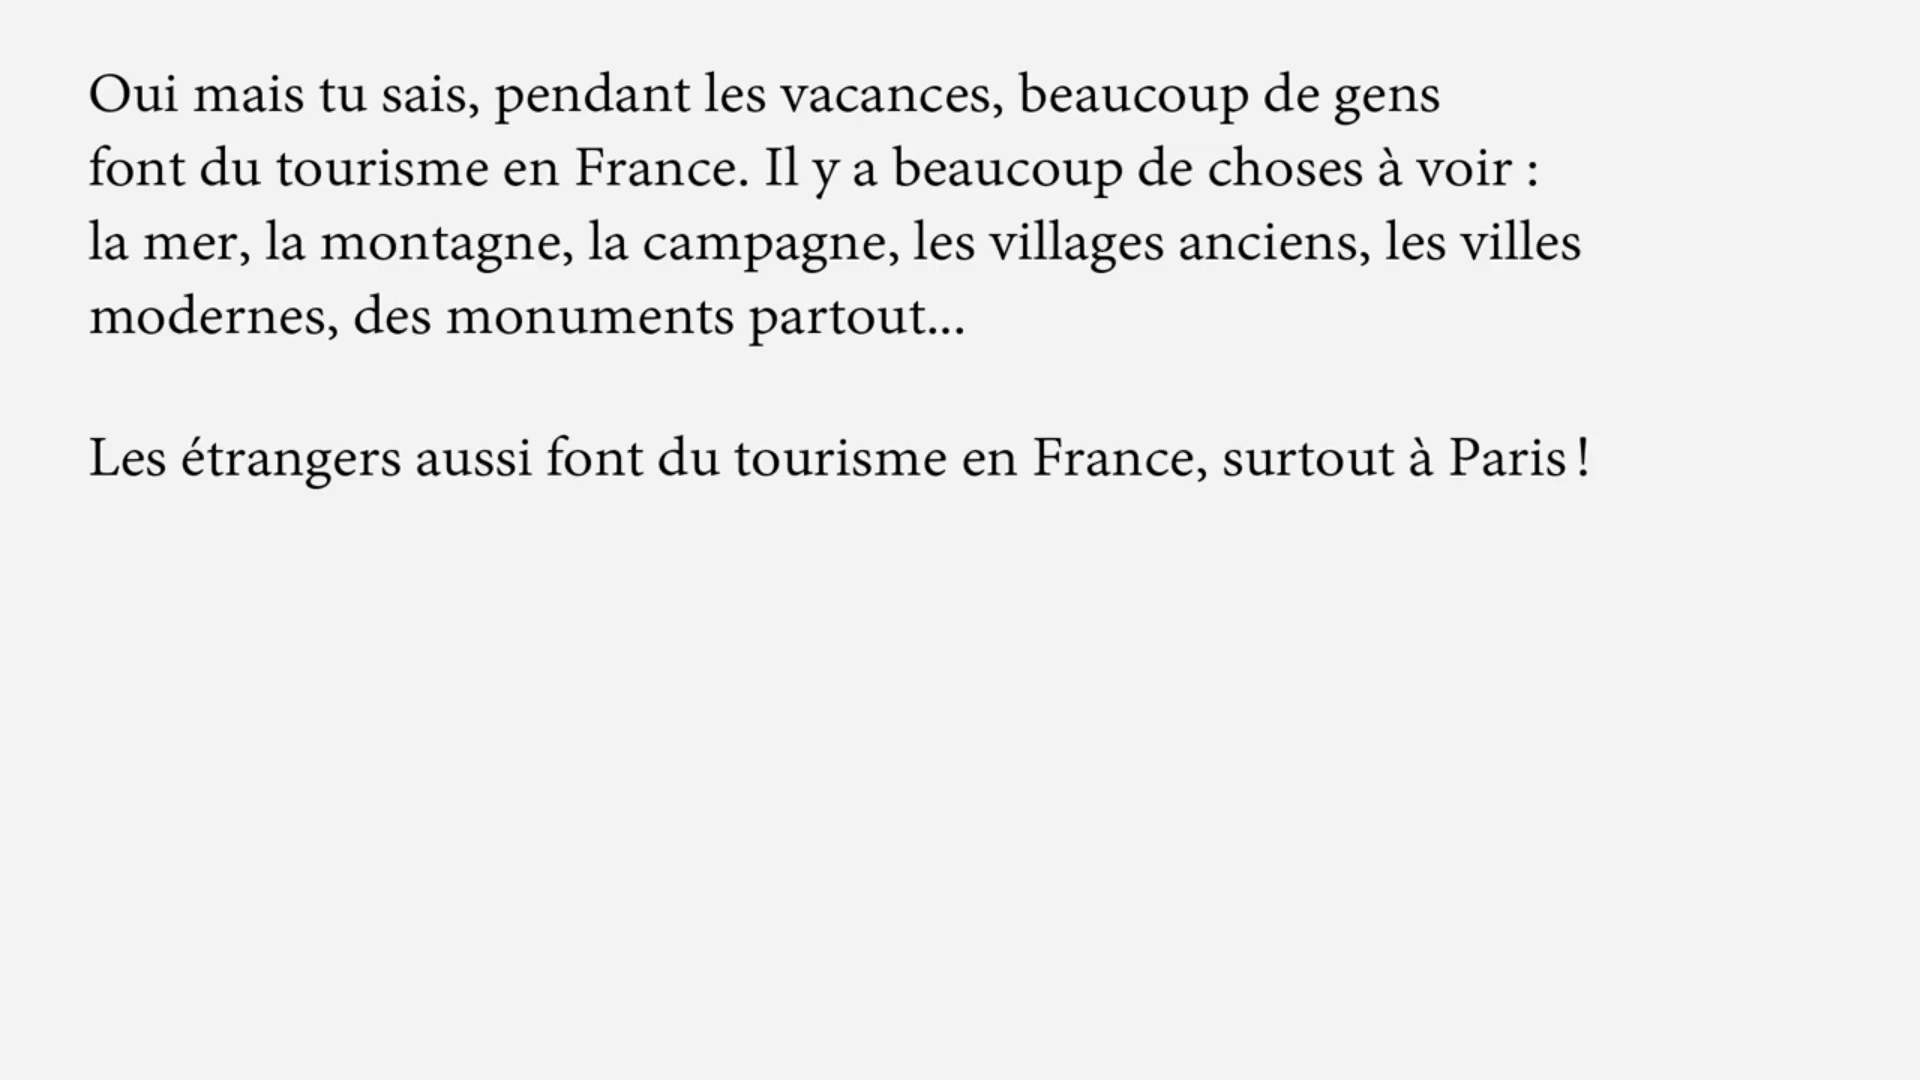 Oui mais tu sais, pendant les vacances, beaucoup de gens
font du tourisme en France. Il y a beaucoup de choses à voir :
la mer, la montagne, la campagne, les villages anciens, les villes
modernes, des monuments partout...
Les étrangers aussi font du tourisme en France, surtout à Paris !